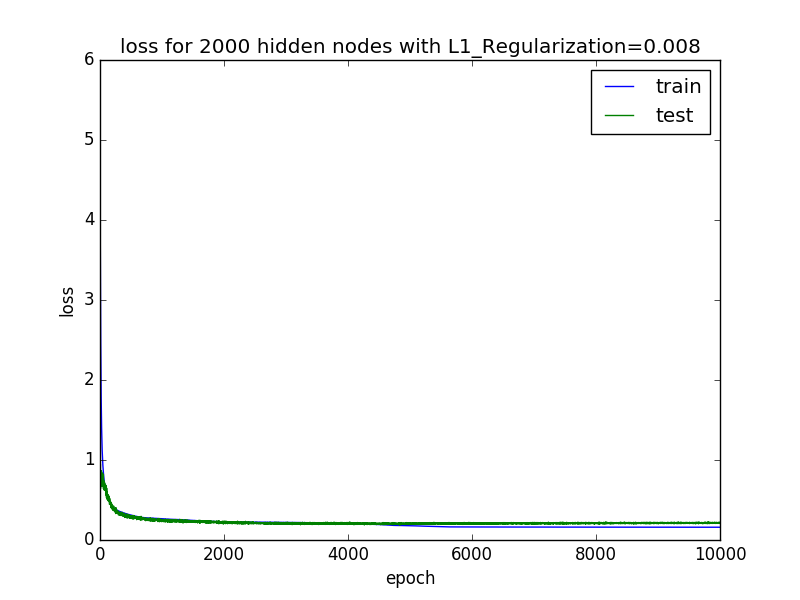 loss for 2000 hidden nodes with L1_Regularization=0.008
6
train
test
5
4
3
loss
2
1
0
0 2000 4000 6000 8000 10000
epoch